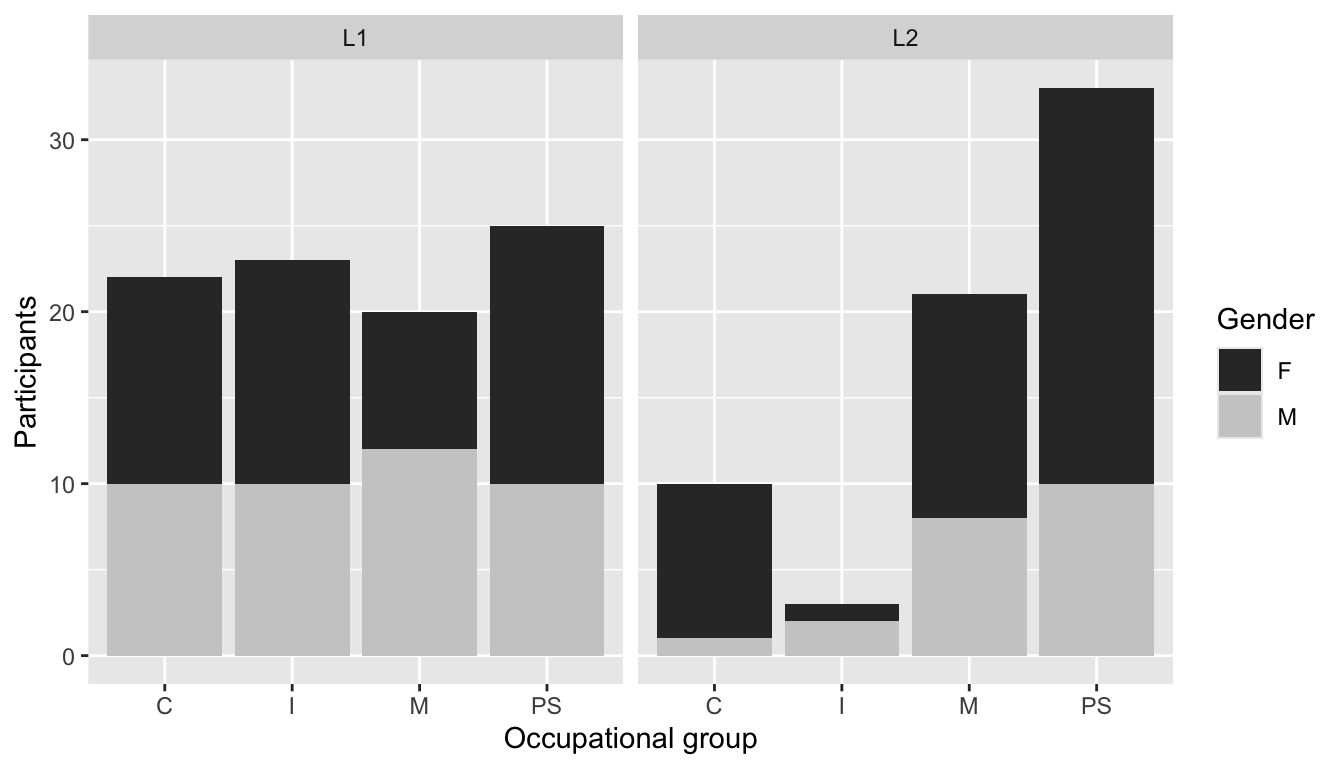 L1 L2
30
20
10
0
Participants
C I M PS C I M PS
Occupational group
Gender
F
M